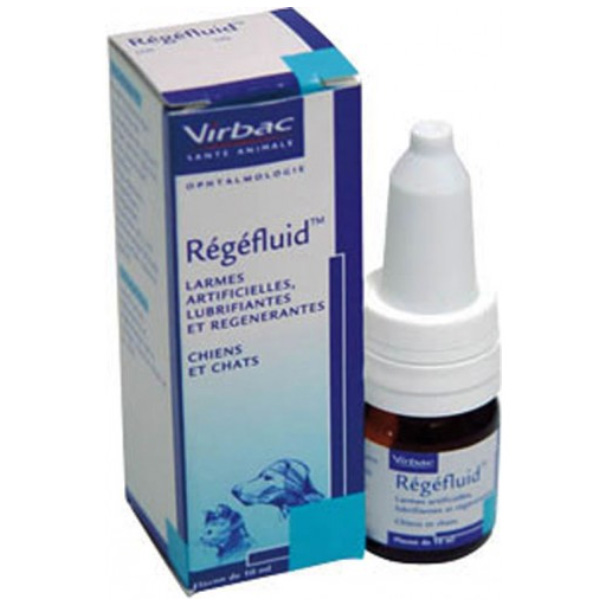 Régéfluid™
Virbac
SANTE ANIMALE
OPHTALMOLOGIE
Régéfluid™
LARMES
ARTIFICIELLES,
LUBRIFIANTES
ET REGENERANTES
CHIENS
ET CHATS
Flacon de 10 ml
Virbac
Régéfluid™
Larmes artificielles,
lubrifiantes et
Chiens et chats
Flacon de 10 ml